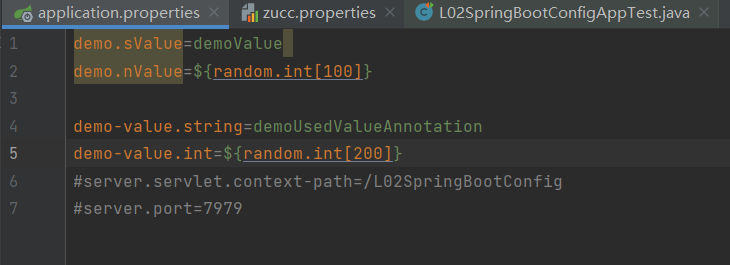 application.properties zucc.properties L02SpringBootConfigAppTest.java
1 demo.sValue=demoValue
2 demo.nValue=${random.int[100]}
3
4 demo-value.string=demoUsedValueAnnotation
5 demo-value.int=${random.int[200]}
6 #server.servlet.context-path=/L02SpringBootConfig
7 #server.port=7979